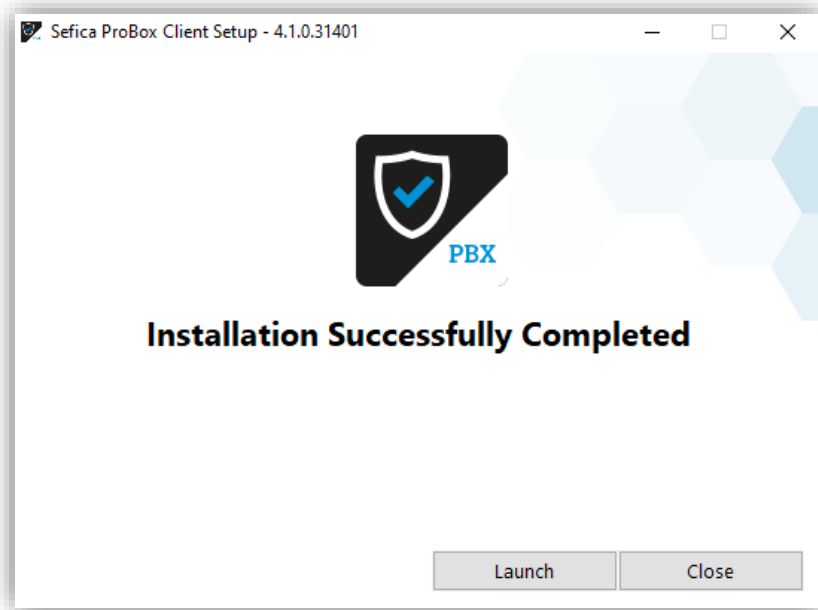 Sefica ProBox Client Setup - 4.1.0.31401
PBX
Installation Successfully Completed
Launch
Close